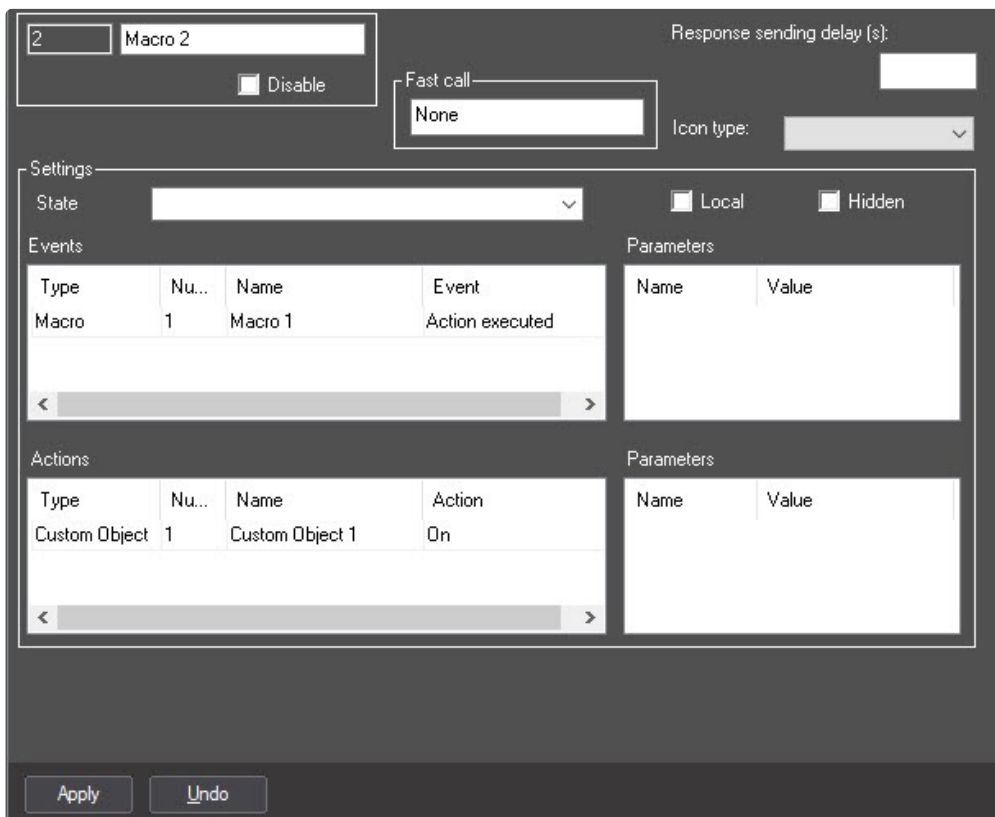 2 Macro 2 Response sending delay (s):
Disable
Fast call
None
Icon type:
Settings
State Local Hidden
Events Parameters
Type Nu... Name Event Name Value
Macro 1 Macro 1 Action executed
Actions Parameters
Type Nu... Name Action Name Value
Custom Object 1 Custom Object 1 On
Apply Undo